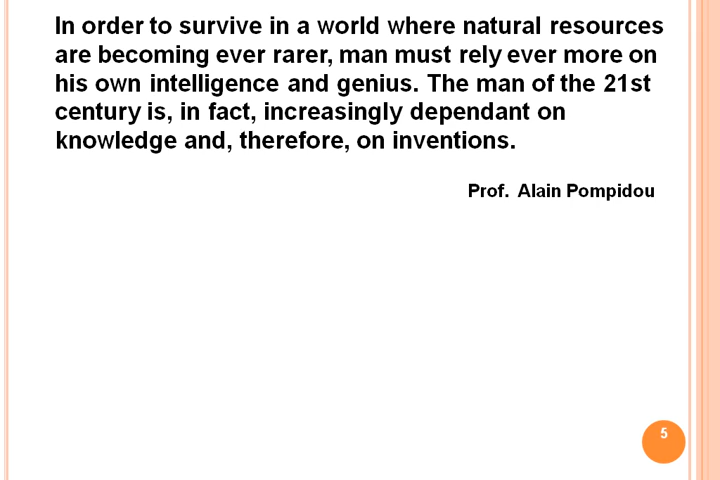 In order to survive in a world where natural resources
are becoming ever rarer, man must rely ever more on
his own intelligence and genius. The man of the 21st
century is, in fact, increasingly dependant on
knowledge and, therefore, on inventions.
Prof. Alain Pompidou
5